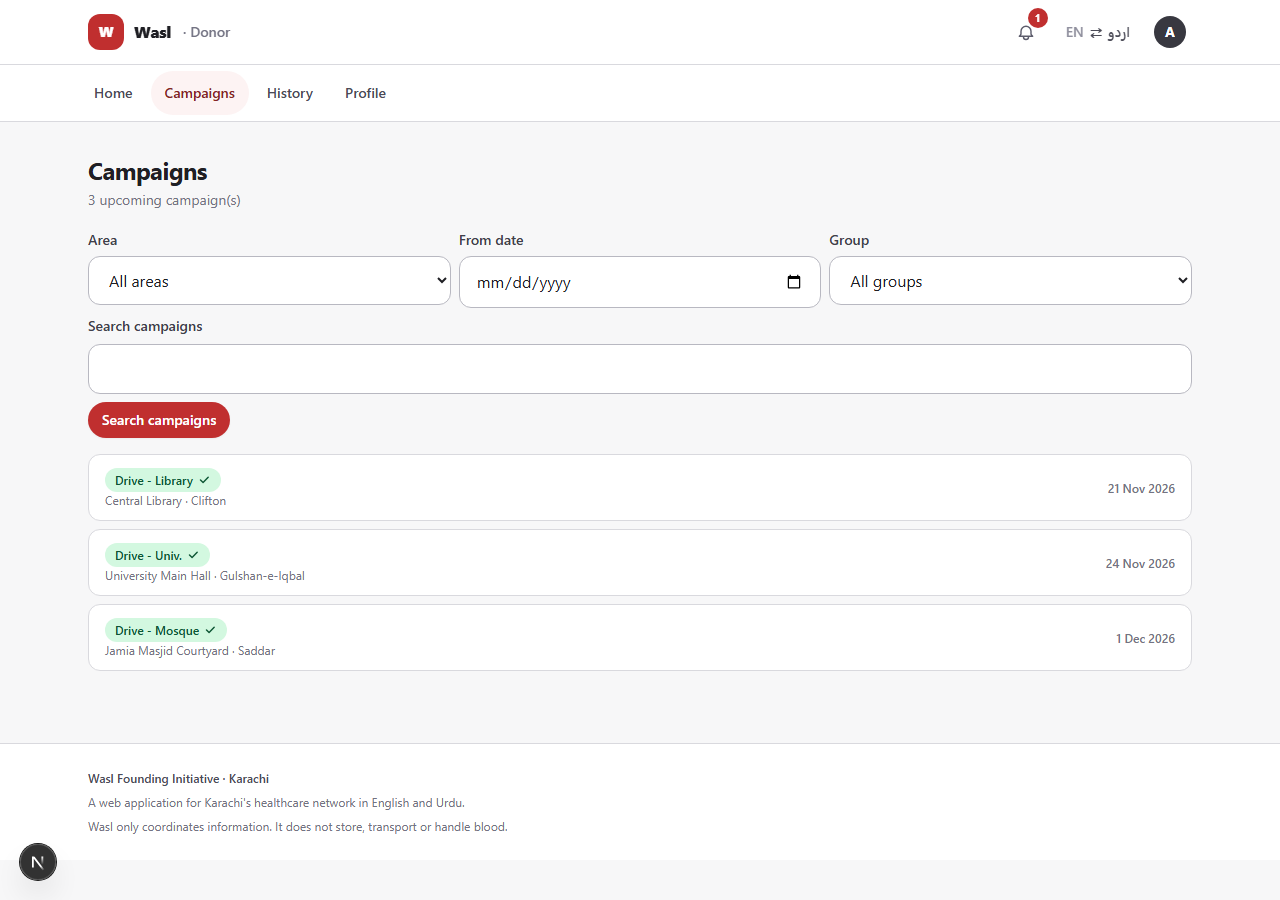 W Wasl · Donor 1 EN ⇄ اردو A
Home Campaigns History Profile
Campaigns
3 upcoming campaign(s)
Area From date Group
All areas mm/dd/yyyy All groups
Search campaigns
Search campaigns
Drive - Library ✓
Central Library · Clifton
21 Nov 2026
Drive - Univ. ✓
University Main Hall · Gulshan-e-Iqbal
24 Nov 2026
Drive - Mosque ✓
Jamia Masjid Courtyard · Saddar
1 Dec 2026
Wasl Founding Initiative · Karachi
A web application for Karachi's healthcare network in English and Urdu.
Wasl only coordinates information. It does not store, transport or handle blood.
N